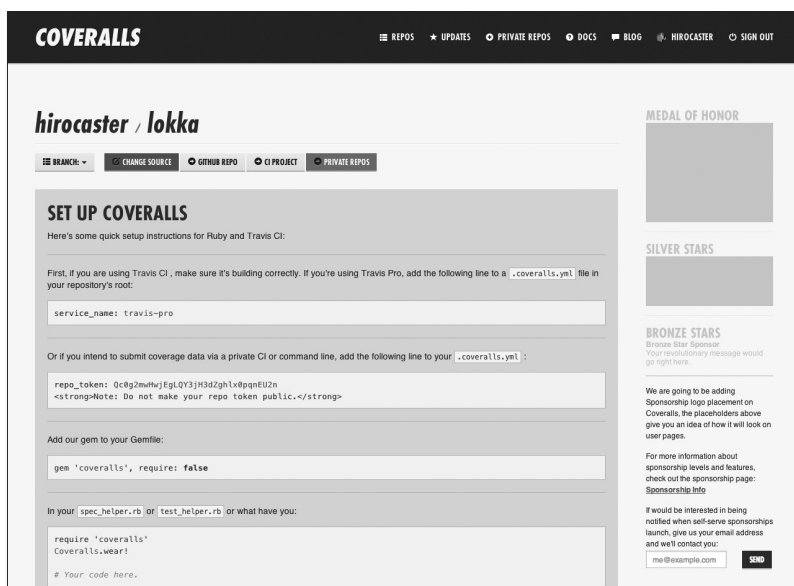 COVERALLS
REPOS UPDATES PRIVATE REPOS DOCS BLOG HIROCASTER SIGN OUT
hirocaster / lokka
BRANCH: CHANGE SOURCE GITHUB REPO CI PROJECT PRIVATE REPOS
SET UP COVERALLS
Here's some quick setup instructions for Ruby and Travis CI:
First, if you are using Travis CI , make sure it's building correctly. If you're using Travis Pro, add the following line to a .coveralls.yml file in
your repository's root:
service_name: travis-pro
Or if you intend to submit coverage data via a private CI or command line, add the following line to your .coveralls.yml :
repo_token: Qc0g2mwHwjEgLQY3jH3dZghlx0pqnEU2n
<strong>Note: Do not make your repo token public.</strong>
Add our gem to your Gemfile:
gem 'coveralls', require: false
In your spec_helper.rb or test_helper.rb or what have you:
require 'coveralls'
Coveralls.wear!
# Your code here.
MEDAL OF HONOR
SILVER STARS
BRONZE STARS
Bronze Star Sponsor
Your revolutionary message would
go right here.
We are going to be adding
Sponsorship logo placement on
Coveralls, the placeholders above
give you an idea of how it will look on
user pages.
For more information about
sponsorship levels and features,
check out the sponsorship page:
Sponsorship Info
If would be interested in being
notified when self-serve sponsorships
launch, give us your email address
and we'll contact you:
me@example.com SEND